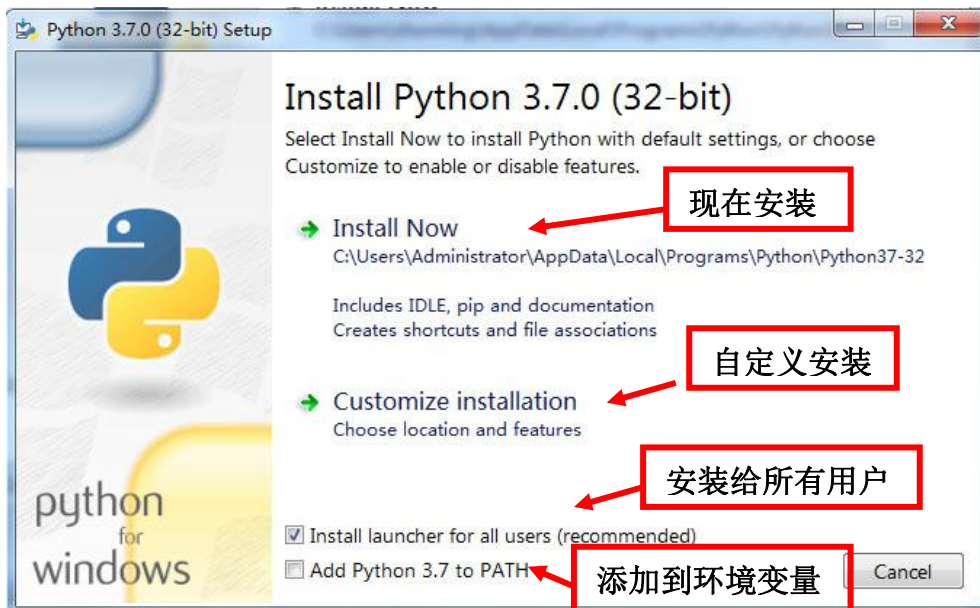 Python 3.7.0 (32-bit) Setup
Install Python 3.7.0 (32-bit)
Select Install Now to install Python with default settings, or choose
Customize to enable or disable features.
现在安装
Install Now
C:\Users\Administrator\AppData\Local\Programs\Python\Python37-32
Includes IDLE, pip and documentation
Creates shortcuts and file associations
自定义安装
Customize installation
Choose location and features
安装给所有用户
python
for
windows
Install launcher for all users (recommended)
Add Python 3.7 to PATH
添加到环境变量
Cancel